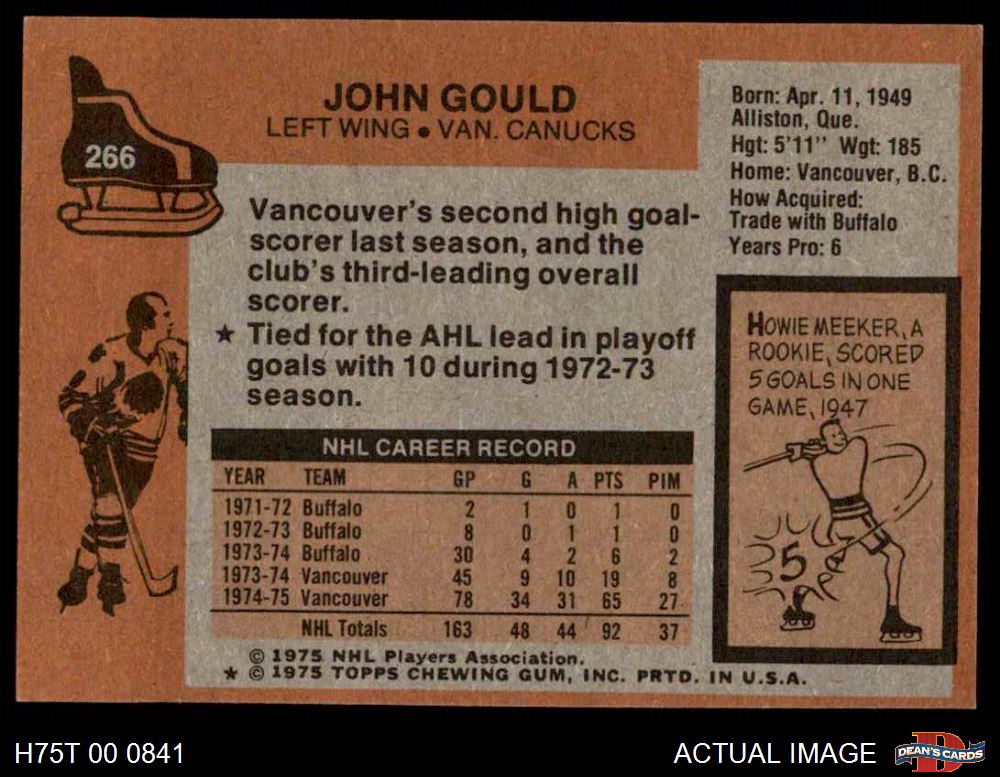 266
JOHN GOULD
LEFT WING • VAN. CANUCKS
Born: Apr. 11, 1949
Alliston, Que.
Hgt: 5'11" Wgt: 185
Home: Vancouver, B.C.
How Acquired:
Trade with Buffalo
Years Pro: 6
Vancouver's second high goal-
scorer last season, and the
club's third-leading overall
scorer.
★ Tied for the AHL lead in playoff
goals with 10 during 1972-73
season.
HOWIE MEEKER, A
ROOKIE, SCORED
5 GOALS IN ONE
GAME, 1947
5
NHL CAREER RECORD
YEAR TEAM GP G A PTS PIM
1971-72 Buffalo 2 1 0 1 0
1972-73 Buffalo 8 0 1 1 0
1973-74 Buffalo 30 4 2 6 2
1973-74 Vancouver 45 9 10 19 8
1974-75 Vancouver 78 34 31 65 27
NHL Totals 163 48 44 92 37
© 1975 NHL Players Association.
★ © 1975 TOPPS CHEWING GUM, INC. PRTD. IN U.S.A.
H75T 00 0841
ACTUAL IMAGE
D
DEAN'S CARDS